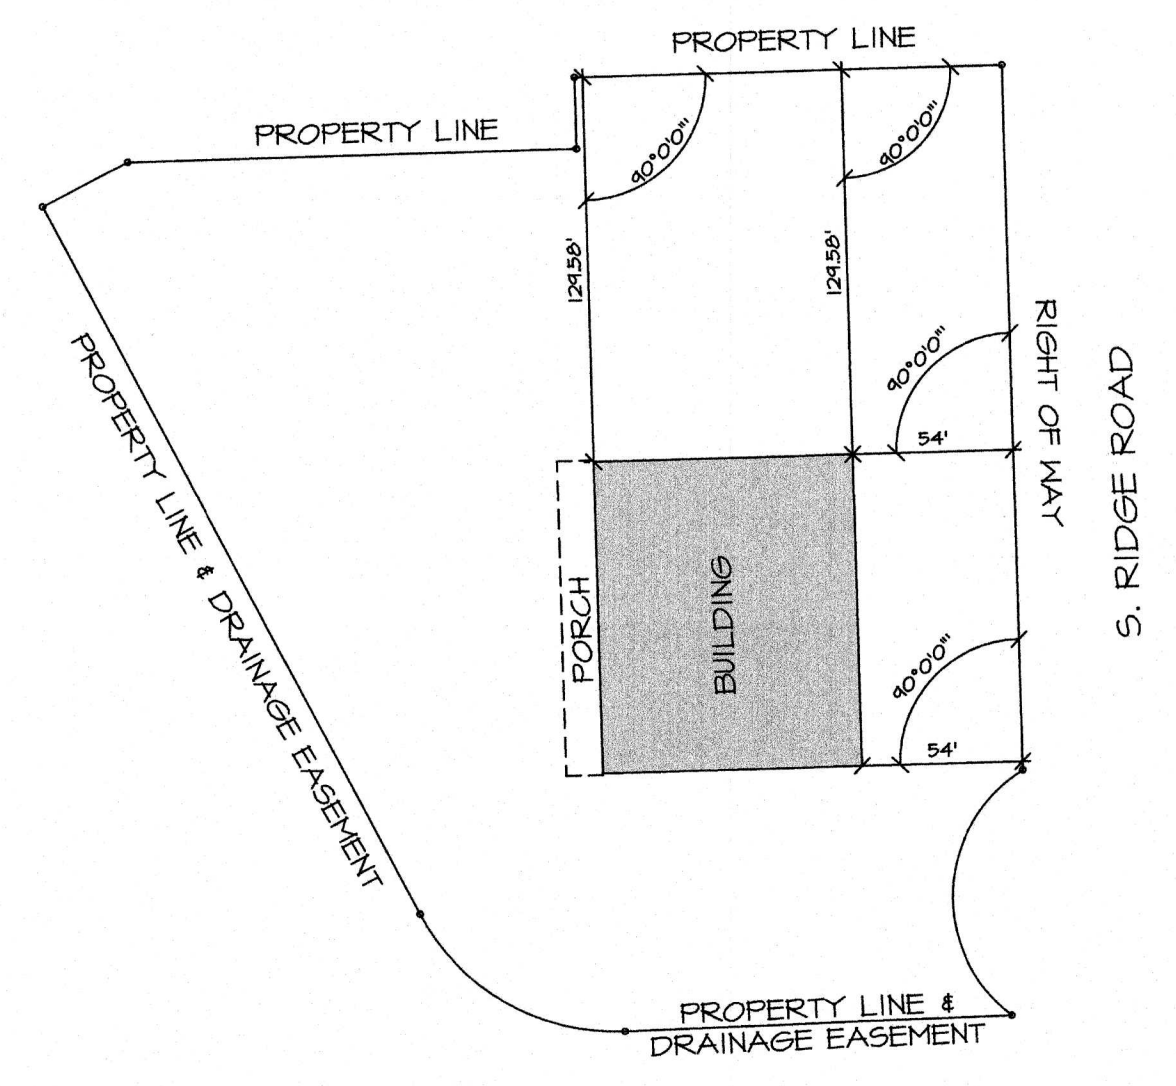 PROPERTY LINE
PROPERTY LINE
90°0'0"
90°0'0"
129.58'
129.58'
RIGHT OF WAY
S. RIDGE ROAD
90°0'0"
54'
PROPERTY LINE & DRAINAGE EASEMENT
PORCH
BUILDING
90°0'0"
54'
PROPERTY LINE &
DRAINAGE EASEMENT